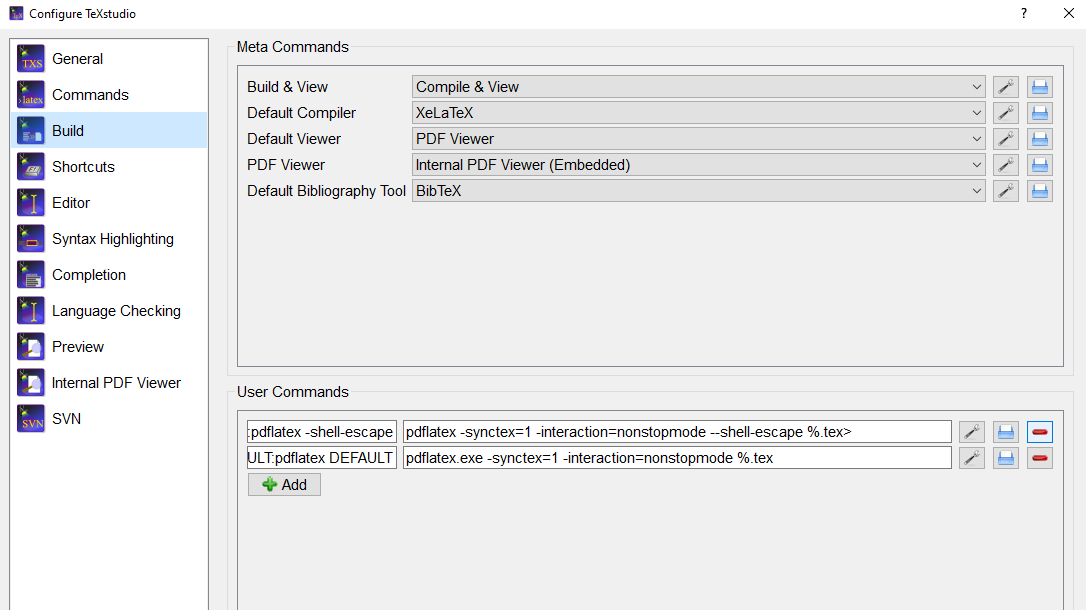 Configure TeXstudio ?
General
Commands
Build
Shortcuts
Editor
Syntax Highlighting
Completion
Language Checking
Preview
Internal PDF Viewer
SVN
Meta Commands
Build & View Compile & View
Default Compiler XeLaTeX
Default Viewer PDF Viewer
PDF Viewer Internal PDF Viewer (Embedded)
Default Bibliography Tool BibTeX
User Commands
:pdflatex -shell-escape pdflatex -synctex=1 -interaction=nonstopmode --shell-escape %.tex>
ULT:pdflatex DEFAULT pdflatex.exe -synctex=1 -interaction=nonstopmode %.tex
Add